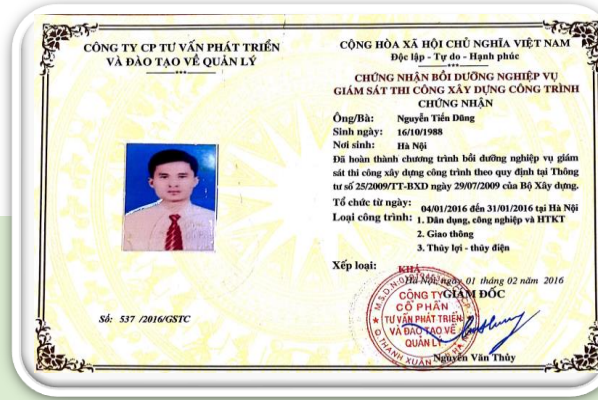 CÔNG TY CP TƯ VẤN PHÁT TRIỂN
VÀ ĐÀO TẠO VỀ QUẢN LÝ
Số: 537 /2016/GSTC
CỘNG HÒA XÃ HỘI CHỦ NGHĨA VIỆT NAM
Độc lập - Tự do - Hạnh phúc
CHỨNG NHẬN BỒI DƯỠNG NGHIỆP VỤ
GIÁM SÁT THI CÔNG XÂY DỰNG CÔNG TRÌNH
CHỨNG NHẬN
Ông/Bà: Nguyễn Tiến Dũng
Sinh ngày: 16/10/1988
Nơi sinh: Hà Nội
Đã hoàn thành chương trình bồi dưỡng nghiệp vụ giám
sát thi công xây dựng công trình theo quy định tại Thông
tư số 25/2009/TT-BXD ngày 29/07/2009 của Bộ Xây dựng.
Tổ chức từ ngày: 04/01/2016 đến 31/01/2016 tại Hà Nội
Loại công trình: 1. Dân dụng, công nghiệp và HTKT
2. Giao thông
3. Thủy lợi - thủy điện
Xếp loại: KHÁ
Hà Nội, ngày 01 tháng 02 năm 2016
GIÁM ĐỐC
CÔNG TY
CỔ PHẦN
TƯ VẤN PHÁT TRIỂN
VÀ ĐÀO TẠO VỀ
QUẢN LÝ
THANH XUÂN
Nguyễn Văn Thủy